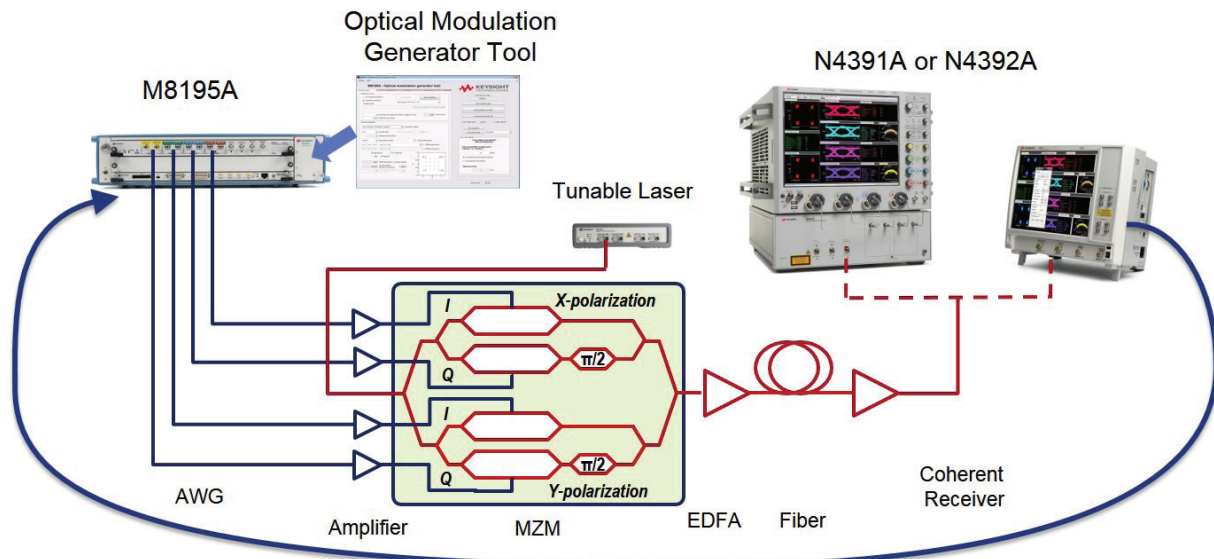 Optical Modulation
Generator Tool
N4391A or N4392A
M8195A
KEYSIGHT
Tunable Laser
I
X-polarization
π/2
Q
I
π/2
Q
Y-polarization
AWG
Amplifier
MZM
EDFA
Fiber
Coherent
Receiver